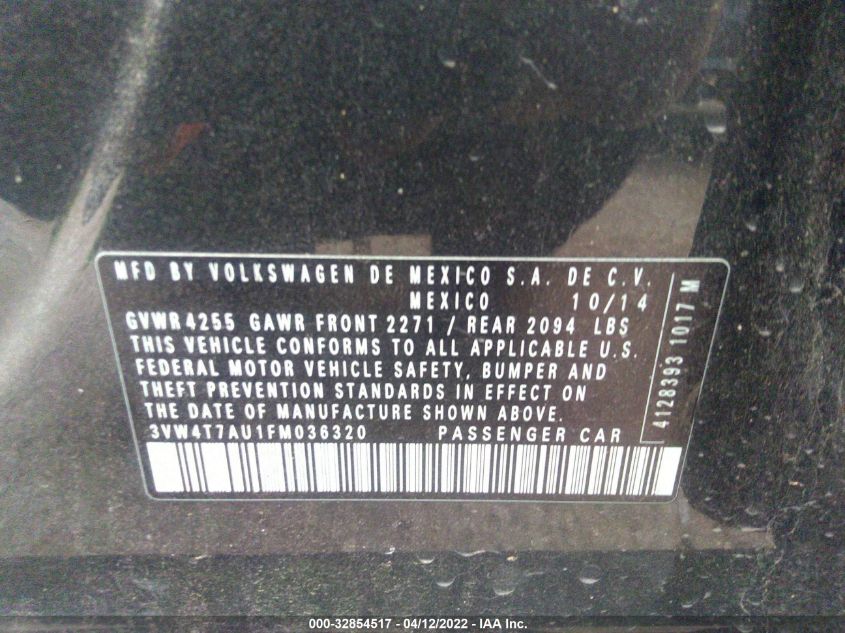 MFD BY VOLKSWAGEN DE MEXICO S.A. DE C.V.
MEXICO 10/14
GVWR 4255 GAWR FRONT 2271 / REAR 2094 LBS
THIS VEHICLE CONFORMS TO ALL APPLICABLE U.S.
FEDERAL MOTOR VEHICLE SAFETY, BUMPER AND
THEFT PREVENTION STANDARDS IN EFFECT ON
THE DATE OF MANUFACTURE SHOWN ABOVE.
3VW4T7AU1FM036320 PASSENGER CAR
4128393 1017 M
000-32854517 - 04/12/2022 - IAA Inc.